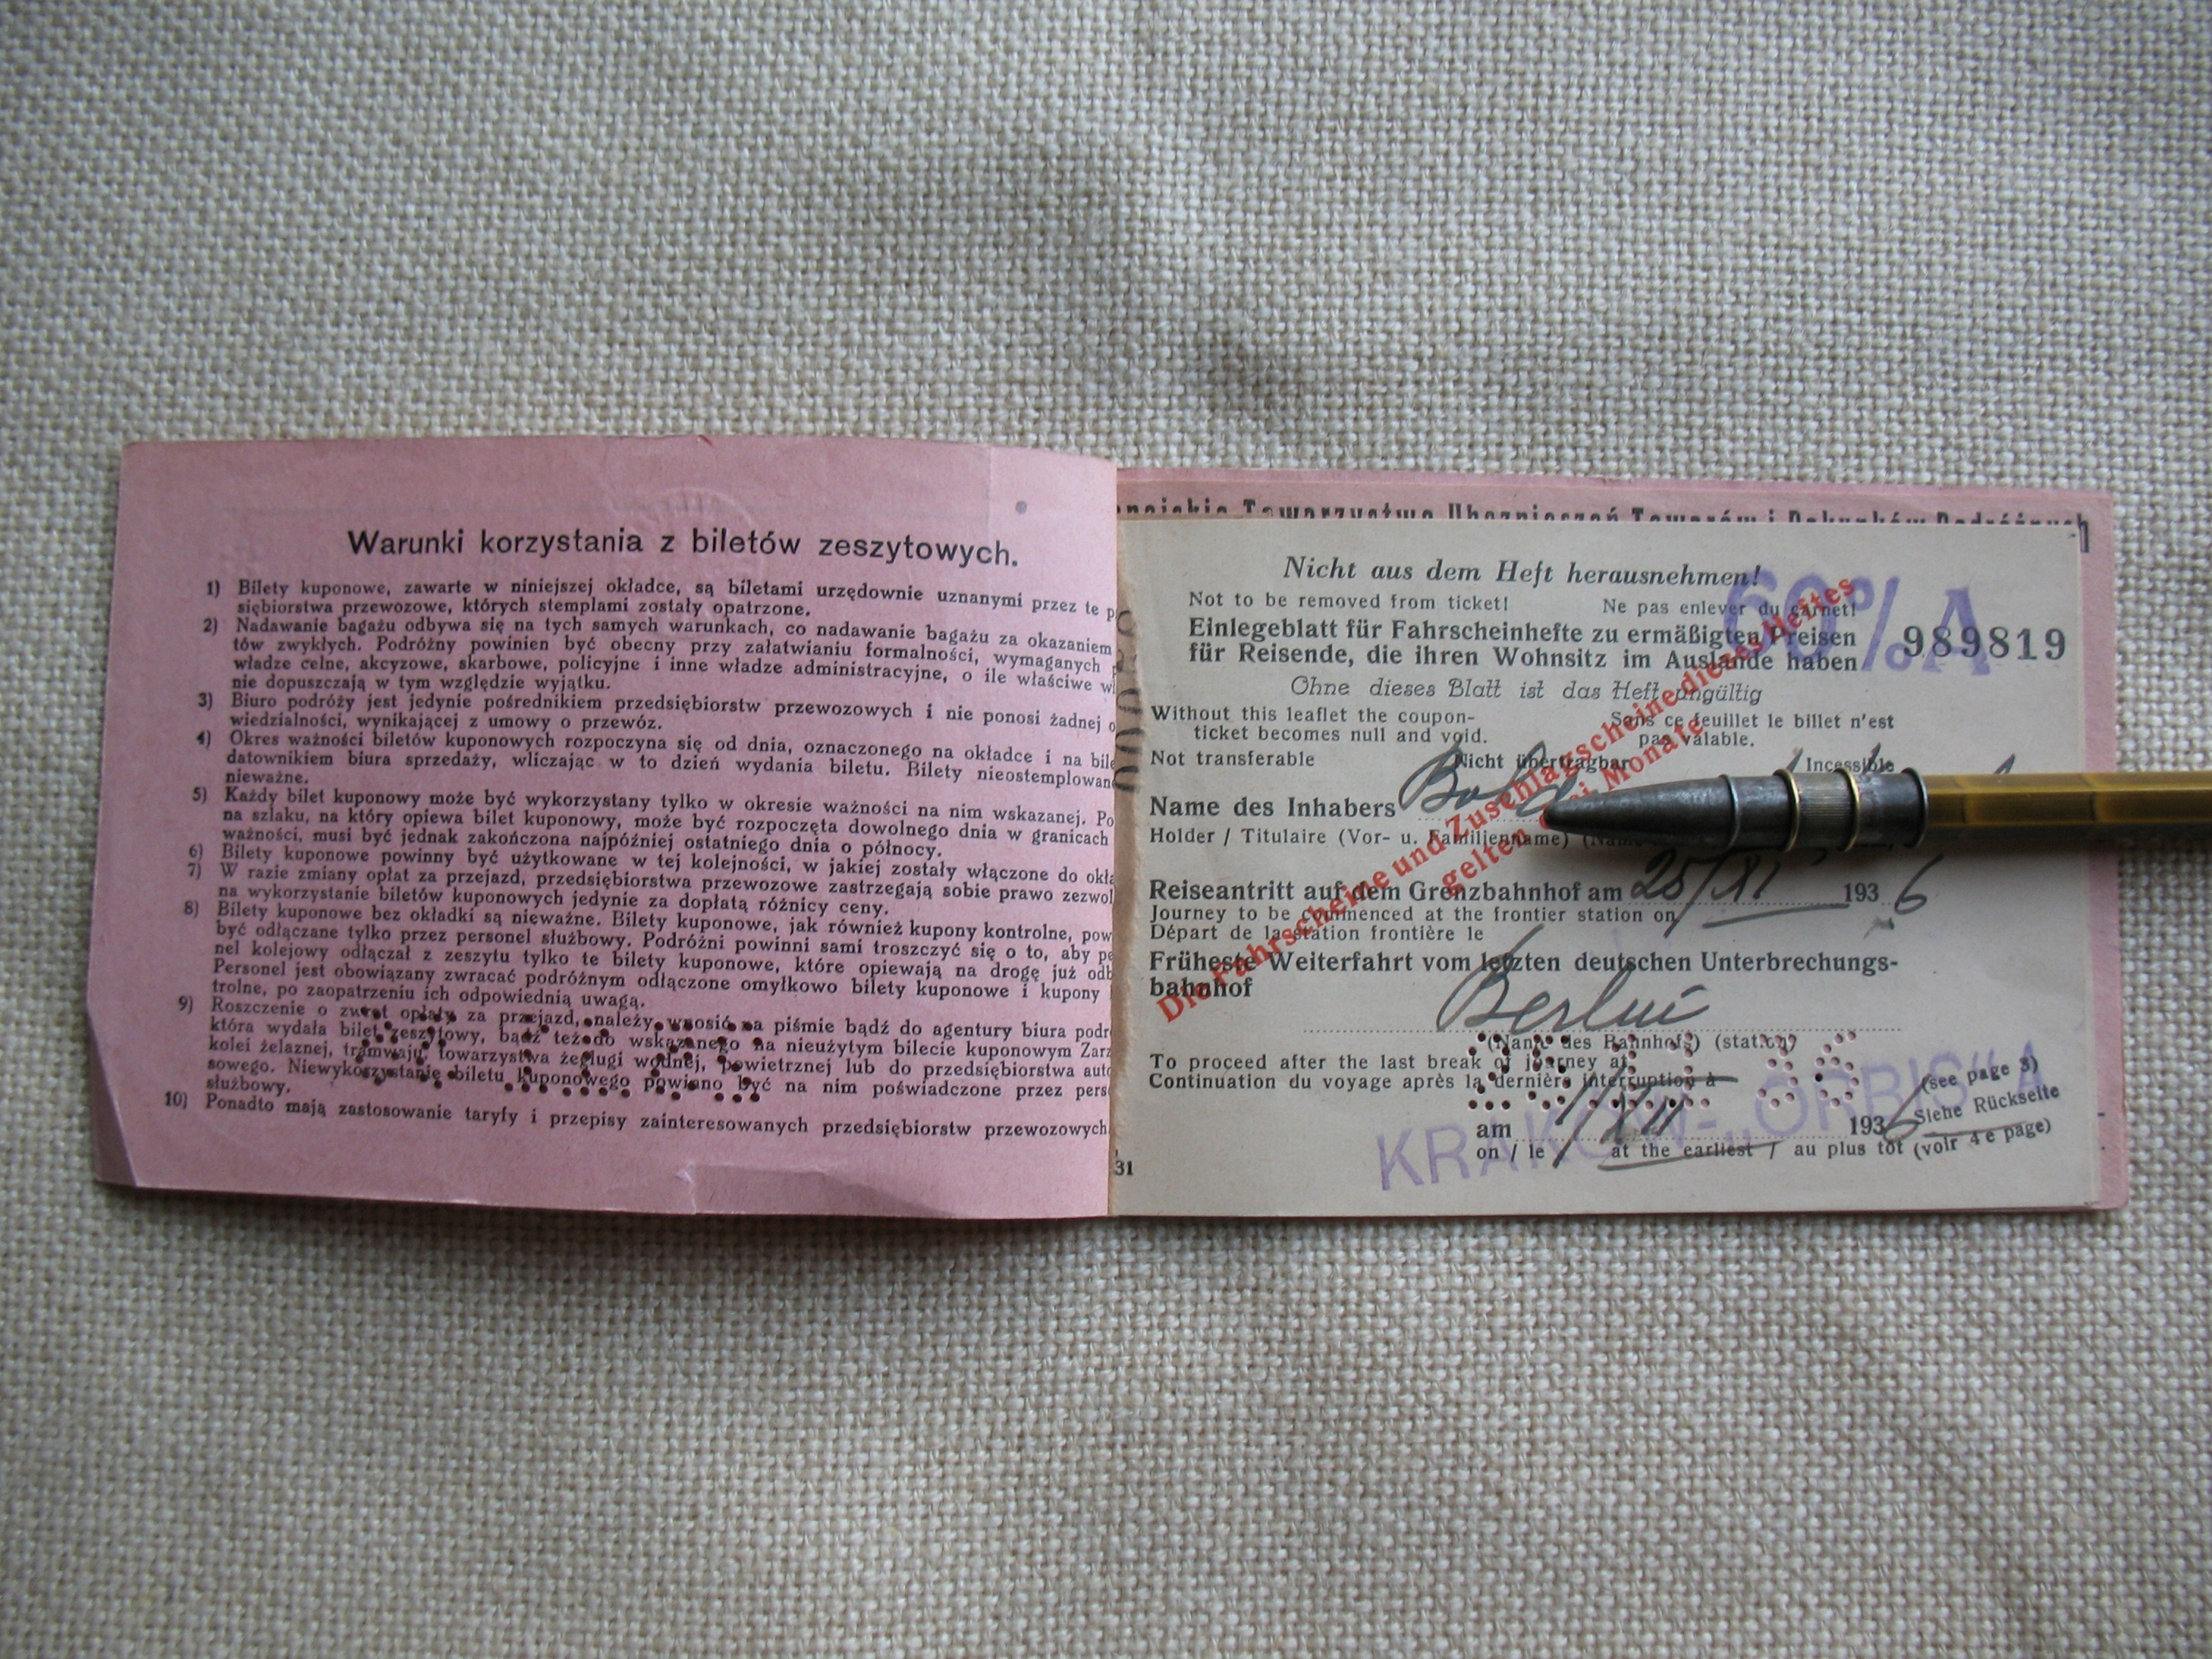 Warunki korzystania z biletów zeszytowych.
1) Bilety kuponowe, zawarte w niniejszej okładce, są biletami urzędownie uznanymi przez te
siębiorstwa przewozowe, których stemplami zostały opatrzone.
2) Nadawanie bagażu odbywa się na tych samych warunkach, co nadawanie bagażu za okazaniem
tów zwykłych. Podróżny powinien być obecny przy załatwianiu formalności, wymaganych
władze celne, akcyzowe, skarbowe, policyjne i inne władze administracyjne, o ile właściwe
nie dopuszczają w tym względzie wyjątku.
3) Biuro podróży jest jedynie pośrednikiem przedsiębiorstw przewozowych i nie ponosi żadnej
wiedzialności, wynikającej z umowy o przewóz.
4) Okres ważności biletów kuponowych rozpoczyna się od dnia, oznaczonego na okładce i na bile
datownikiem biura sprzedaży, wliczając w to dzień wydania biletu. Bilety nieostemplowan
nieważne.
5) Każdy bilet kuponowy może być wykorzystany tylko w okresie ważności na nim wskazanej. Po
na szlaku, na który opiewa bilet kuponowy, może być rozpoczęta dowolnego dnia w granicach
ważności, musi być jednak zakończona najpóźniej ostatniego dnia o północy.
6) Bilety kuponowe powinny być użytkowane w tej kolejności, w jakiej zostały włączone do okła
7) W razie zmiany opłat za przejazd, przedsiębiorstwa przewozowe zastrzegają sobie prawo zezwol
na wykorzystanie biletów kuponowych jedynie za dopłatą różnicy ceny.
8) Bilety kuponowe bez okładki są nieważne. Bilety kuponowe, jak również kupony kontrolne, pow
być odłączane tylko przez personel służbowy. Podróżni powinni sami troszczyć się o to, aby pe
nel kolejowy odłączał z zeszytu tylko te bilety kuponowe, które opiewają na drogę już odb
Personel jest obowiązany zwracać podróżnym odłączone omyłkowo bilety kuponowe i kupony
trolne, po zaopatrzeniu ich odpowiednią uwagą.
9) Roszczenie o zwrot opłaty za przejazd, należy wnosić na piśmie bądź do agentury biura podr
która wydała bilet zeszytowy, bądź też do wskazanego na nieużytym bilecie kuponowym Zarz
kolei żelaznej, tramwaju, towarzystwa żeglugi wodnej, powietrznej lub do przedsiębiorstwa auto
sowego. Niewykorzystanie biletu kuponowego powinno być na nim poświadczone przez pers
służbowy.
10) Ponadto mają zastosowanie taryfy i przepisy zainteresowanych przedsiębiorstw przewozowych
Towarzystwo Ubezpieczeń Towarów i Pakunków Podróżnych
Nicht aus dem Heft herausnehmen!
Not to be removed from ticket! Ne pas enlever du carnet!
60% A
Einlegeblatt für Fahrscheinhefte zu ermäßigten Preisen
für Reisende, die ihren Wohnsitz im Auslande haben
989819
Ohne dieses Blatt ist das Heft ungültig
Without this leaflet the coupon-
ticket becomes null and void.
Sans ce feuillet le billet n'est
pas valable.
Not transferable Nicht übertragbar Incessible
Name des Inhabers
Holder / Titulaire (Vor- u. Familienname)
Die Fahrscheine und Zuschlagscheine dieses Heftes
gelten drei Monate
Reiseantritt auf dem Grenzbahnhof am 25/XI 1936
Journey to be commenced at the frontier station on
Départ de la station frontière le
Früheste Weiterfahrt vom letzten deutschen Unterbrechungs-
bahnhof
Berlin
(Name des Bahnhofs) (station)
To proceed after the last break of journey at
Continuation du voyage après la dernière interruption à
am 1/XII 1936
on / le at the earliest / au plus tôt
(see page 3)
Siehe Rückseite
(voir 4e page)
KRAKÓW-„ORBIS" A
31